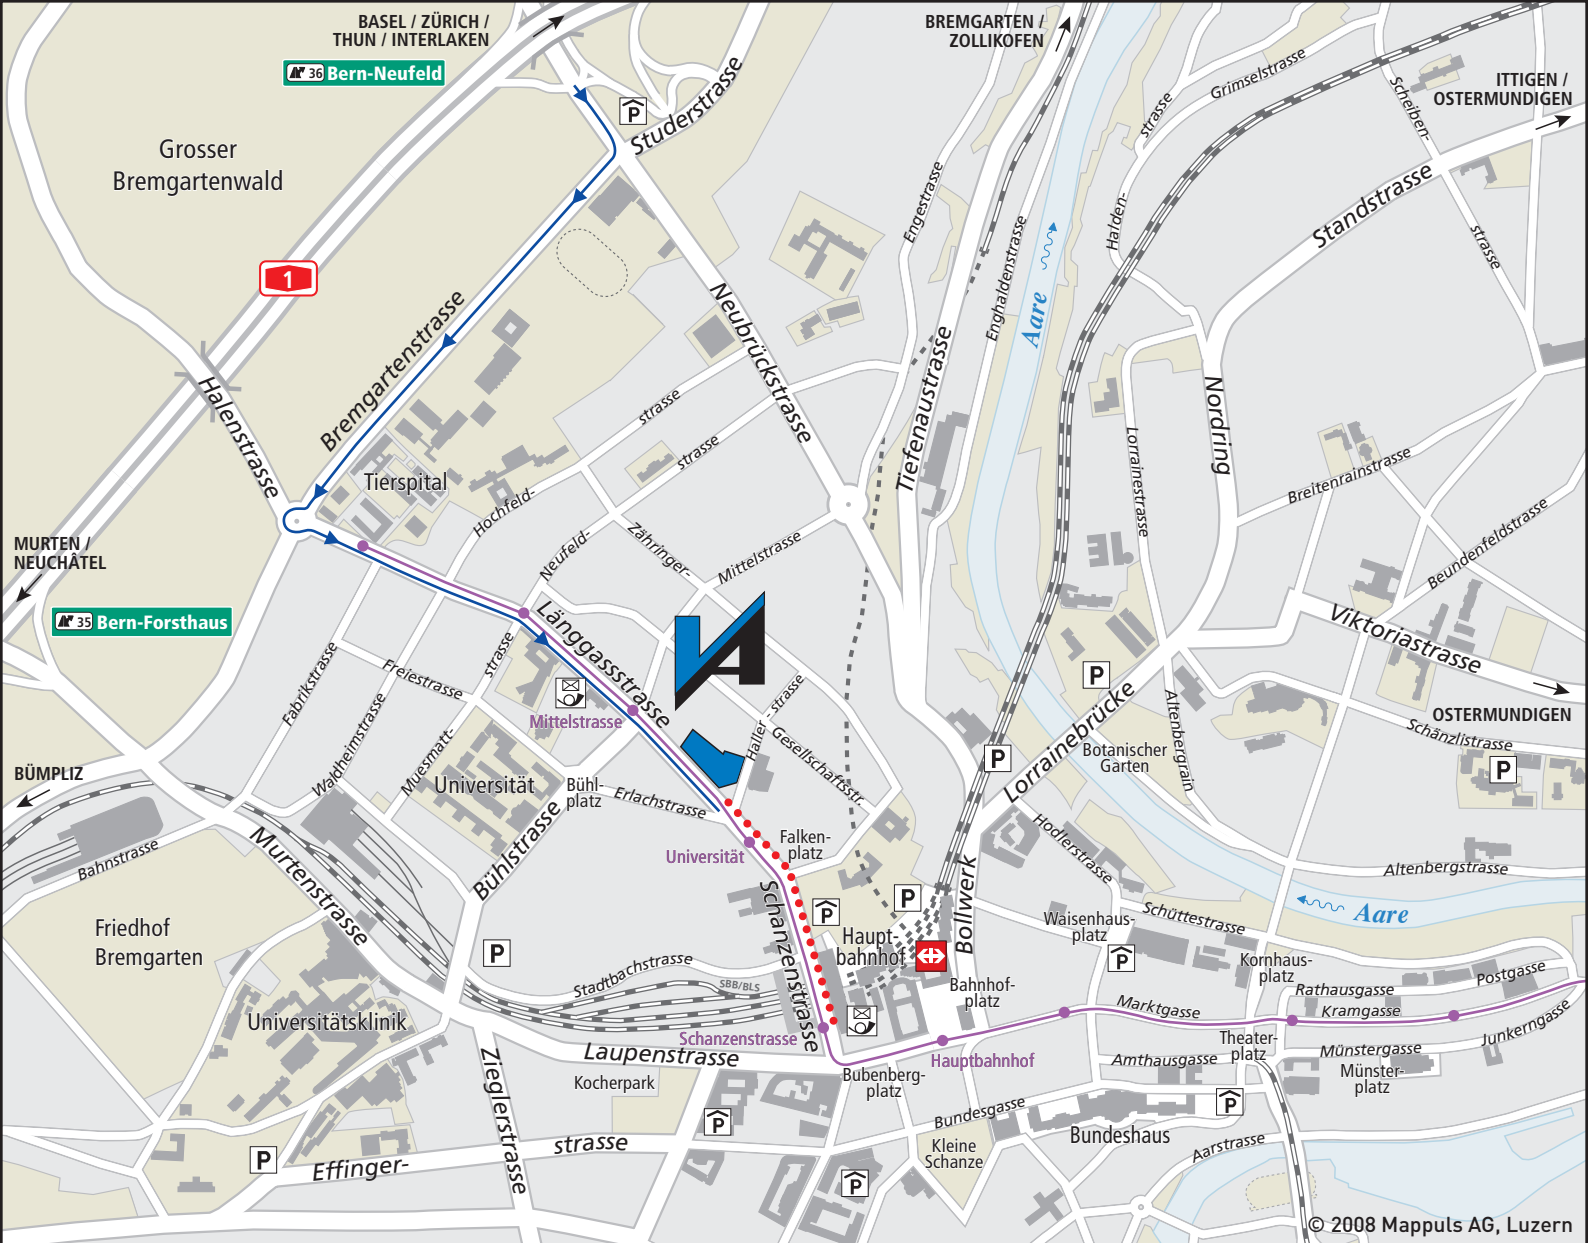 BASEL / ZÜRICH /
THUN / INTERLAKEN
36 Bern-Neufeld
BREMGARTEN /
ZOLLIKOFEN
ITTIGEN /
OSTERMUNDIGEN
P
Studerstrasse
Grimselstrasse
Scheiben-
strasse
strasse
Halden-
Standstrasse
Grosser
Bremgartenwald
Engestrasse
Enghaldenstrasse
Aare
1
Bremgartenstrasse
Neubrückstrasse
Tiefenaustrasse
Halenstrasse
Nordring
Lorrainestrasse
Breitenrainstrasse
Beundenfeldstrasse
strasse
strasse
Tierspital
Hochfeld-
Neufeld-
Zähringer-
Mittelstrasse
MURTEN /
NEUCHÂTEL
35 Bern-Forsthaus
Länggassstrasse
Viktoriastrasse
Fabrikstrasse
Freiestrasse
strasse
Waldheimstrasse
Muesmatt-
Mittelstrasse
strasse
Haller-
Gesellschaftsstr.
P
Lorrainebrücke
Altenbergrain
OSTERMUNDIGEN
Schänzlistrasse
P
P
Botanischer
Garten
BÜMPLIZ
Universität
Bühl-
platz
Erlachstrasse
Bühlstrasse
Falken-
platz
Universität
Hodlerstrasse
Bahnstrasse
Murtenstrasse
Schanzenstrasse
Bollwerk
Altenbergstrasse
Aare
Friedhof
Bremgarten
P
P
P
Haupt-
bahnhof
Waisenhaus-
platz
P
Schüttestrasse
Kornhaus-
platz
Stadtbachstrasse
SBB/BLS
Bahnhof-
platz
Rathausgasse
Postgasse
Marktgasse
Kramgasse
Junkerngasse
Universitätsklinik
Schanzenstrasse
Hauptbahnhof
Theater-
platz
Amthausgasse
Münstergasse
Münster-
platz
Laupenstrasse
Kocherpark
Bubenberg-
platz
Zieglerstrasse
P
Bundesgasse
P
Bundeshaus
Kleine
Schanze
Aarstrasse
P
Effinger-
strasse
P
© 2008 Mappuls AG, Luzern